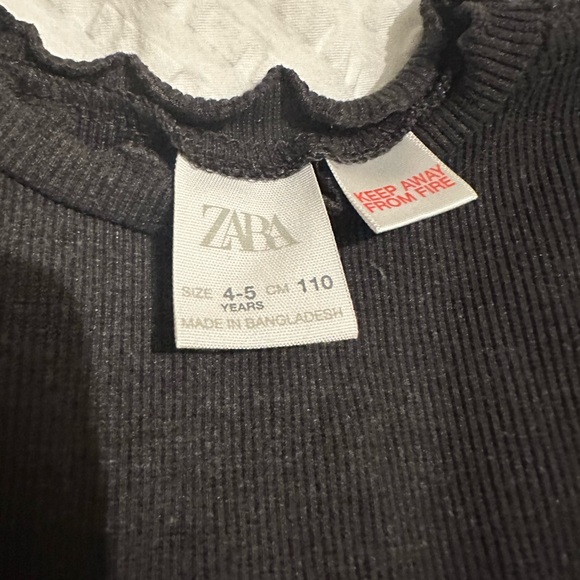 ZARA
SIZE 4-5 CM 110
YEARS
MADE IN BANGLADESH
KEEP AWAY
FROM FIRE